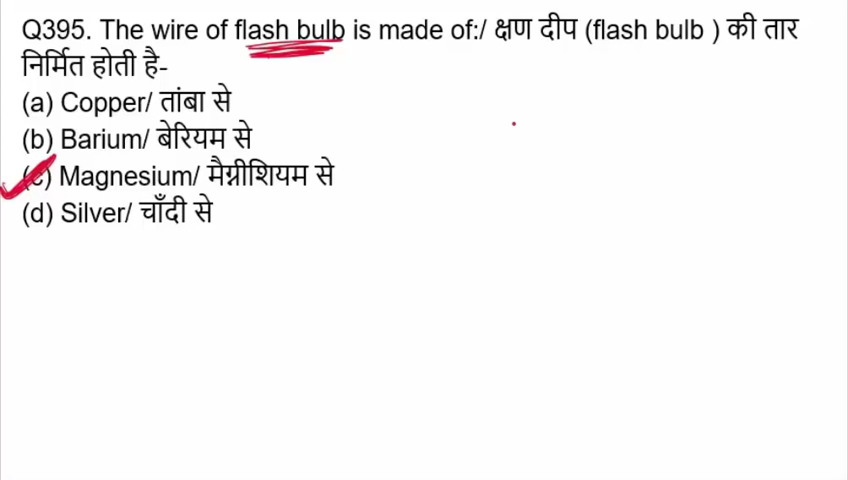 Q395. The wire of flash bulb is made of:/ क्षण दीप (flash bulb ) की तार
निर्मित होती है-
(a) Copper/ तांबा से
(b) Barium/ बेरियम से
(c) Magnesium/ मैग्नीशियम से
(d) Silver/ चाँदी से